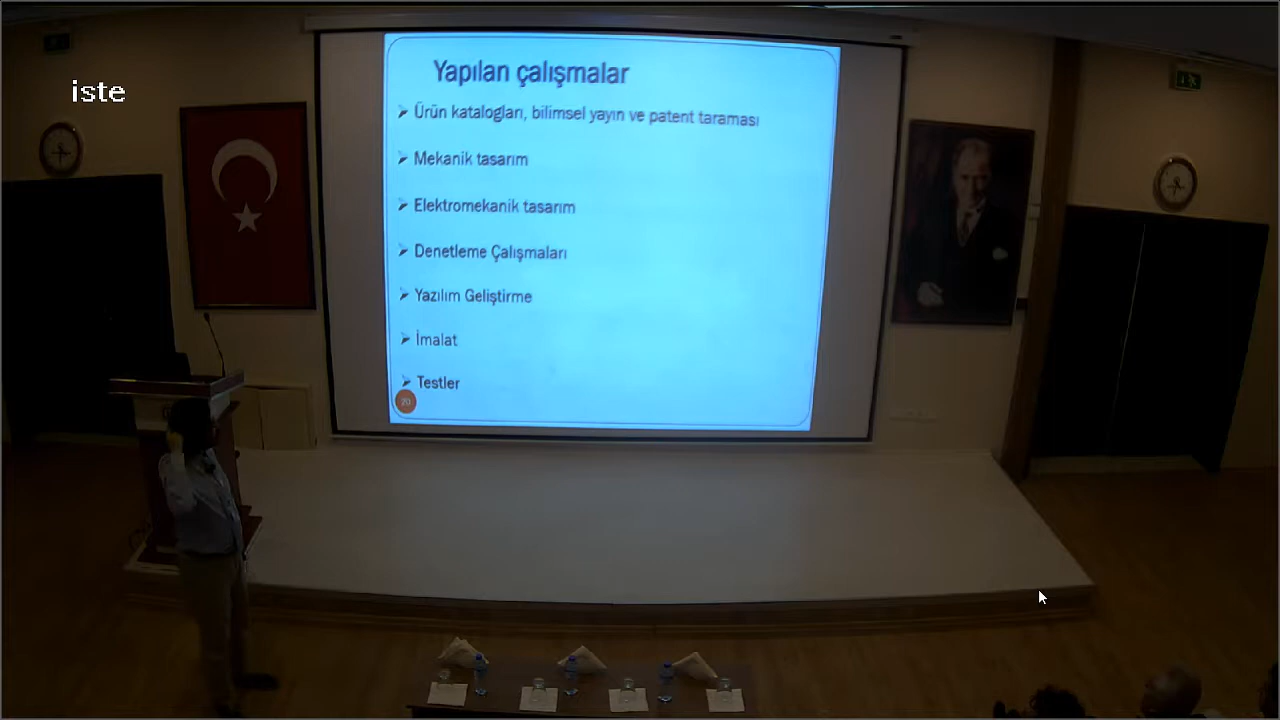 iste
Yapılan çalışmalar
Ürün katalogları, bilimsel yayın ve patent taraması
Mekanik tasarım
Elektromekanik tasarım
Denetleme Çalışmaları
Yazılım Geliştirme
İmalat
Testler
20